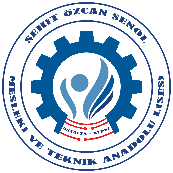 ŞEHİT ÖZCAN ŞENOL
MESLEKİ VE TEKNİK ANADOLU LİSESİ